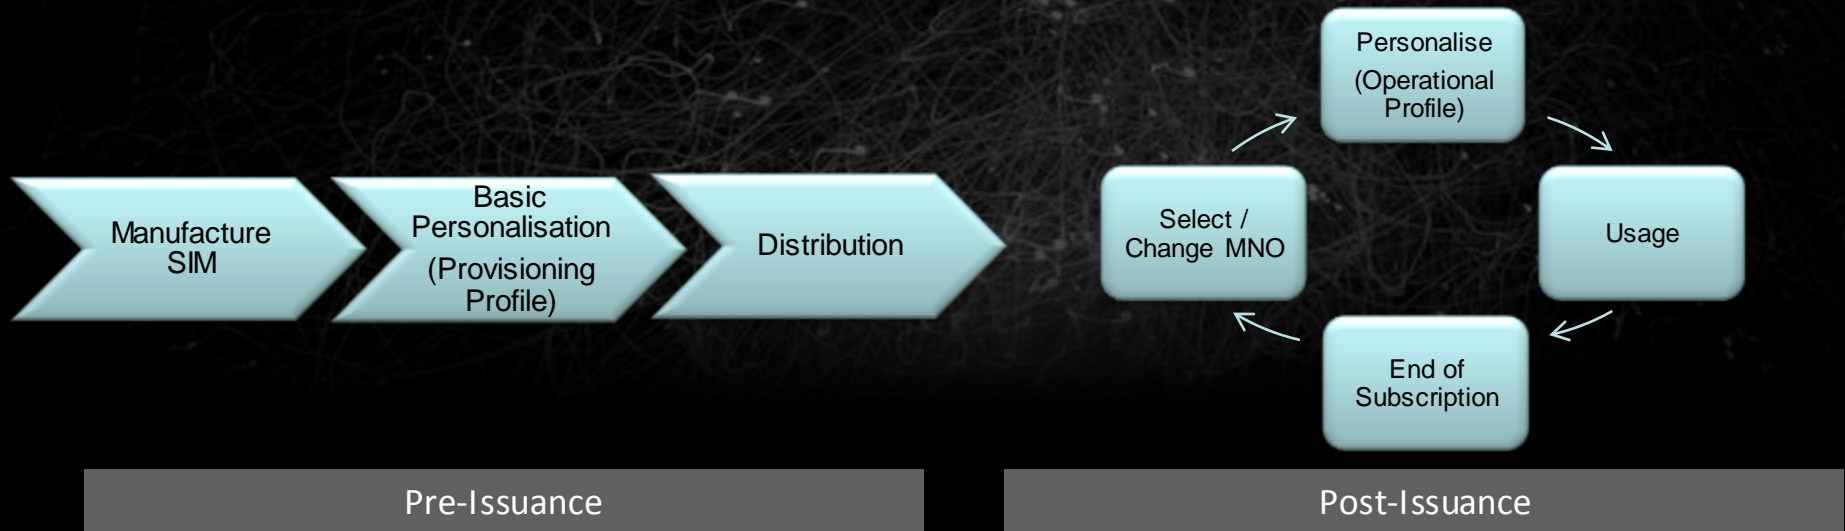 Manufacture
SIM
Basic
Personalisation
(Provisioning
Profile)
Distribution
Personalise
(Operational
Profile)
Select /
Change MNO
Usage
End of
Subscription
Pre-Issuance
Post-Issuance